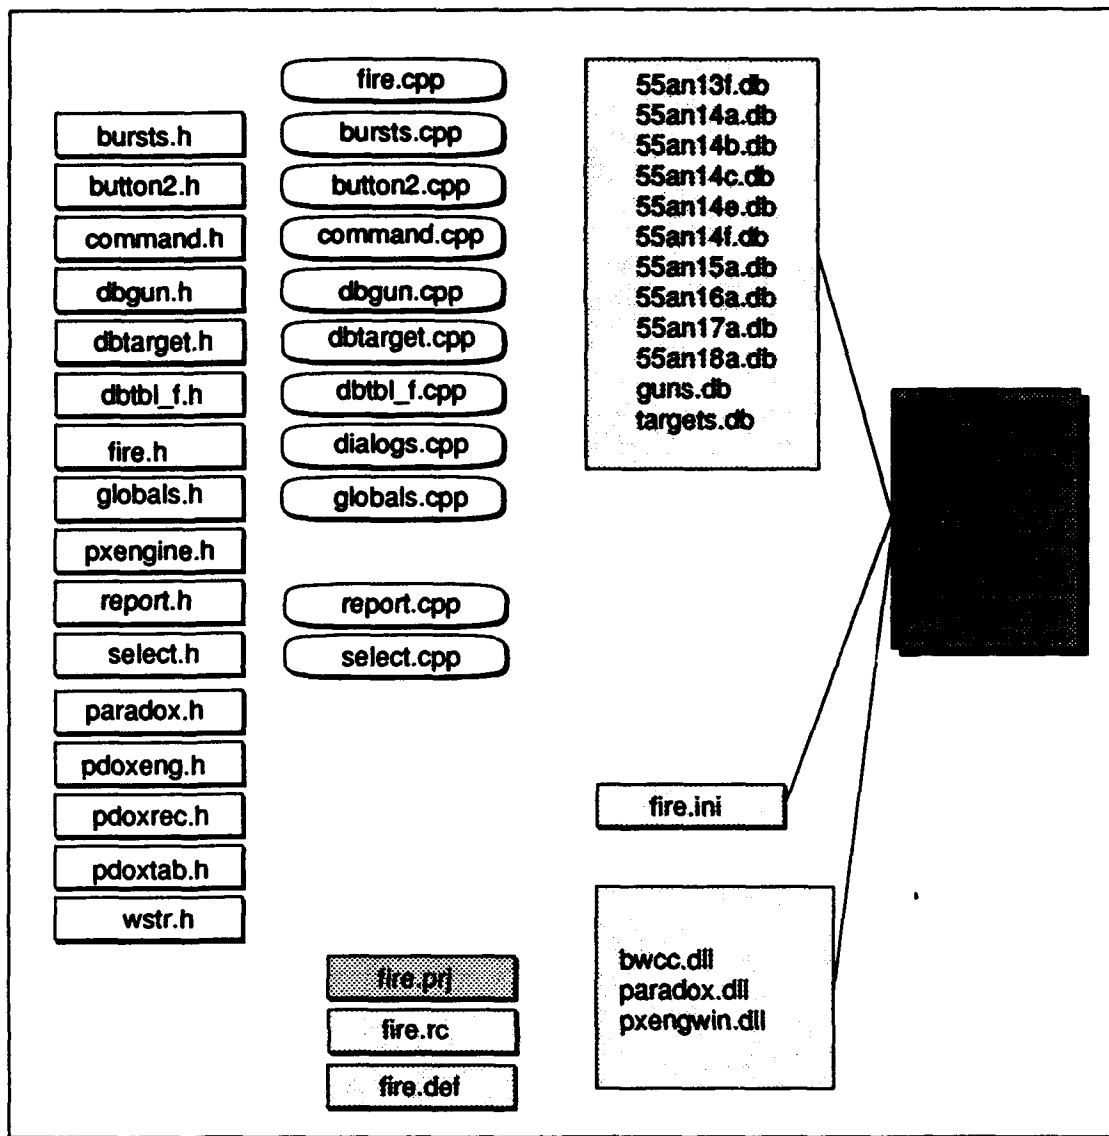 bursts.h
button2.h
command.h
dbgun.h
dbtarget.h
dbtbl_f.h
fire.h
globals.h
pxengine.h
report.h
select.h
paradox.h
pdoxeng.h
pdoxrec.h
pdoxtab.h
wstr.h
fire.cpp
bursts.cpp
button2.cpp
command.cpp
dbgun.cpp
dbtarget.cpp
dbtbl_f.cpp
dialogs.cpp
globals.cpp
report.cpp
select.cpp
fire.prj
fire.rc
fire.def
55an13f.db
55an14a.db
55an14b.db
55an14c.db
55an14e.db
55an14f.db
55an15a.db
55an16a.db
55an17a.db
55an18a.db
guns.db
targets.db
fire.ini
bwcc.dll
paradox.dll
pxengwin.dll